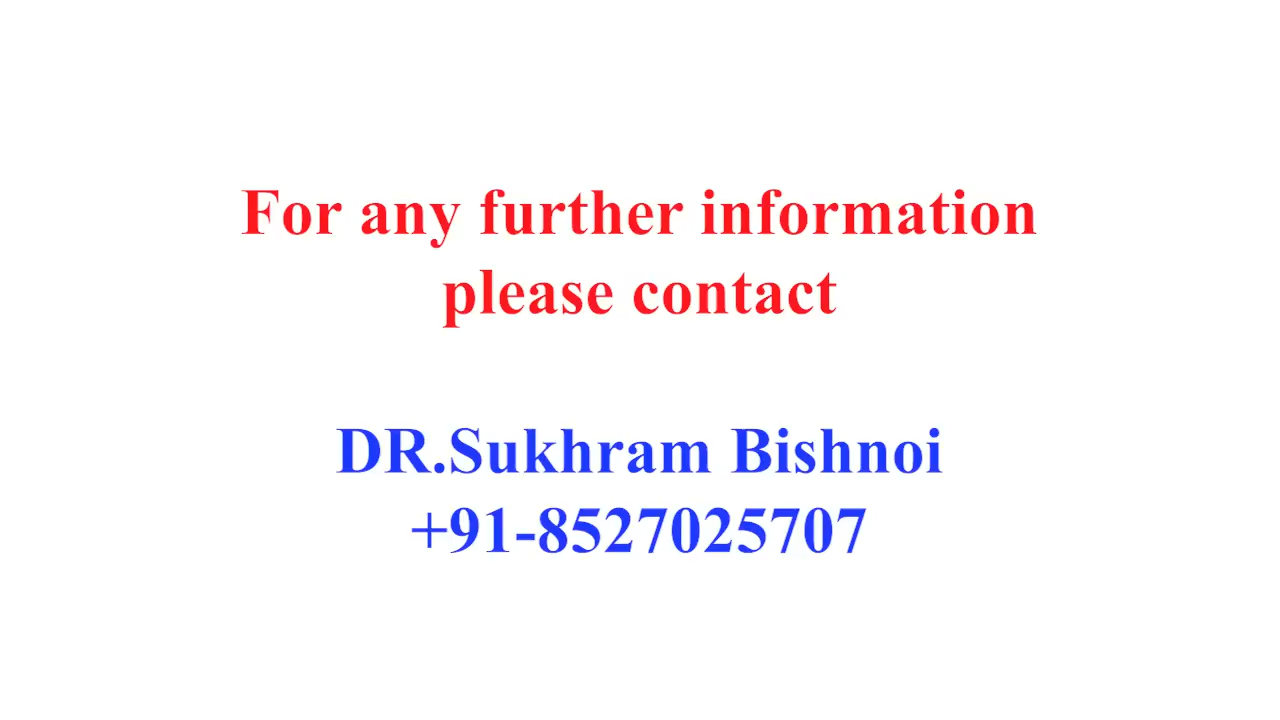 For any further information
please contact
DR.Sukhram Bishnoi
+91-8527025707